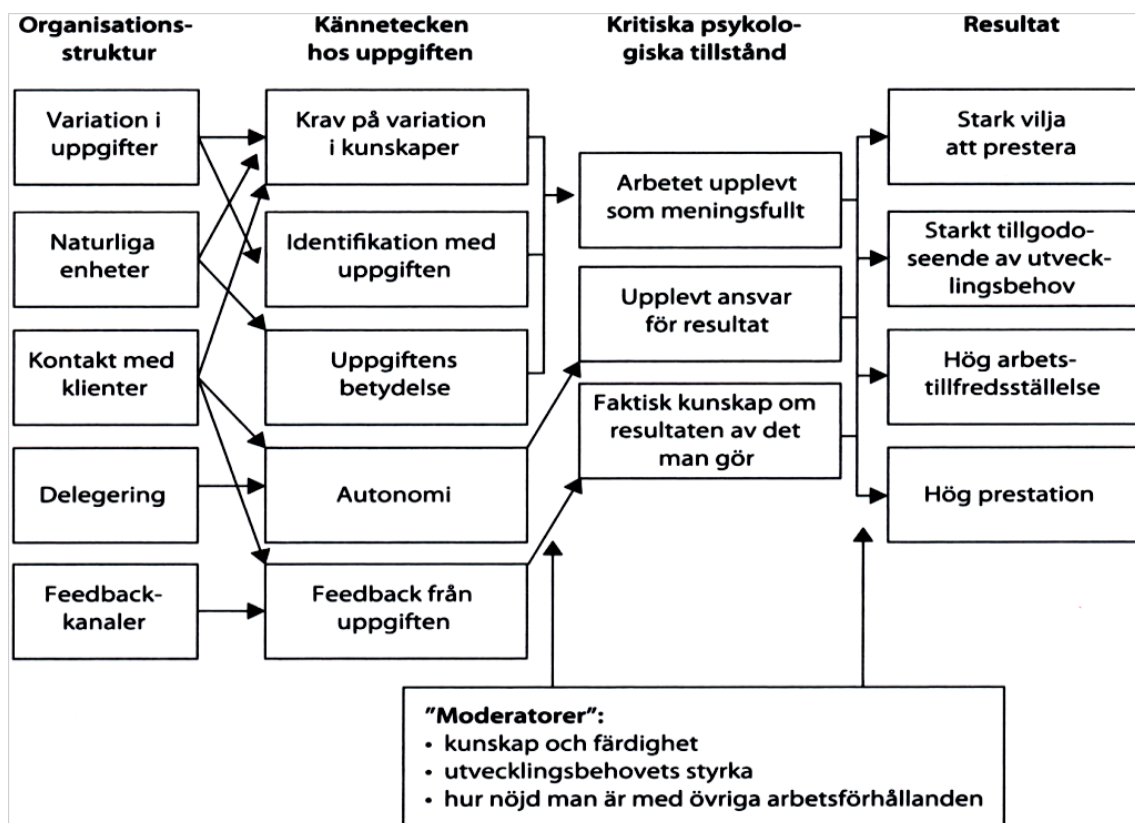 Organisations-
struktur
Kännetecken
hos uppgiften
Kritiska psykolo-
giska tillstånd
Resultat
Variation i
uppgifter
Naturliga
enheter
Kontakt med
klienter
Delegering
Feedback-
kanaler
Krav på variation
i kunskaper
Identifikation med
uppgiften
Uppgiftens
betydelse
Autonomi
Feedback från
uppgiften
Arbetet upplevt
som meningsfullt
Upplevt ansvar
för resultat
Faktisk kunskap om
resultaten av det
man gör
Stark vilja
att prestera
Starkt tillgodo-
seende av utveck-
lingsbehov
Hög arbets-
tillfredsställelse
Hög prestation
”Moderatorer”:
• kunskap och färdighet
• utvecklingsbehovets styrka
• hur nöjd man är med övriga arbetsförhållanden